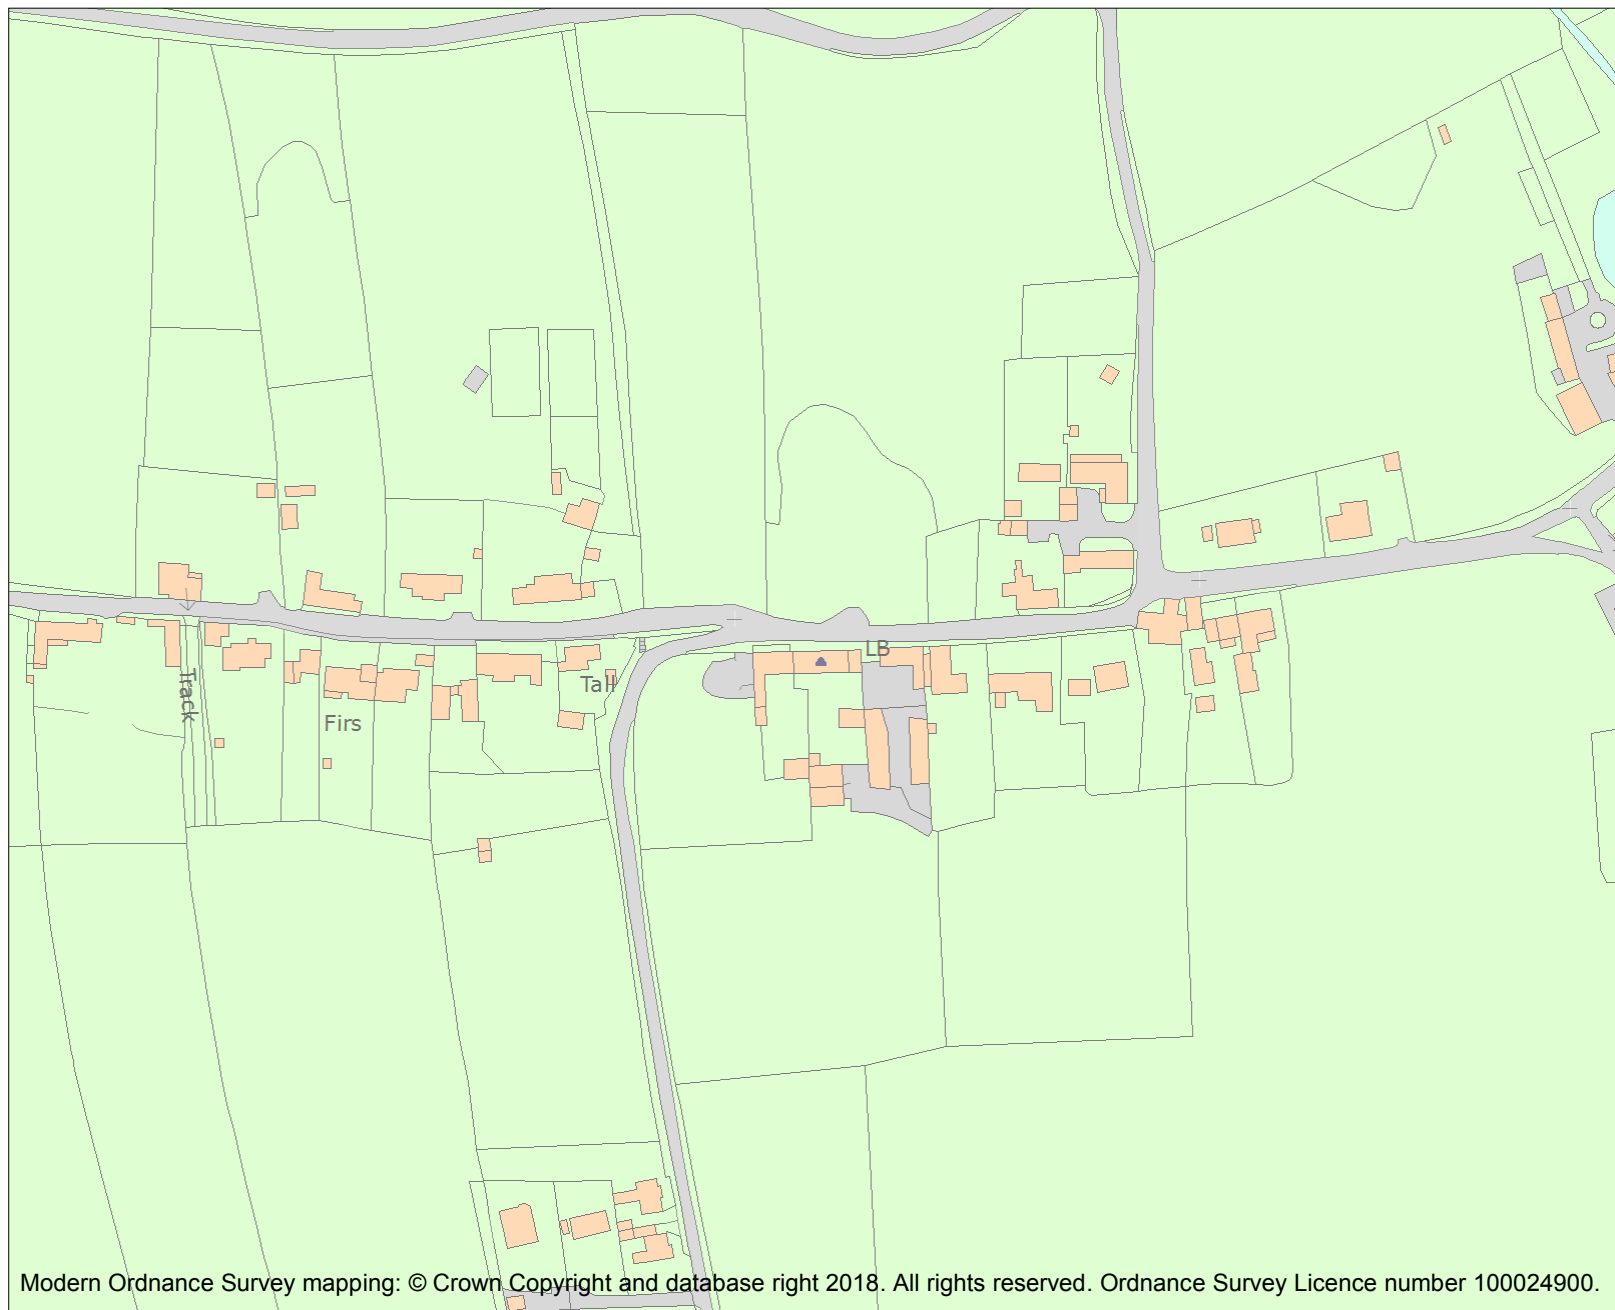 LB
Tall
Track
Firs
Modern Ordnance Survey mapping: © Crown Copyright and database right 2018. All rights reserved. Ordnance Survey Licence number 100024900.